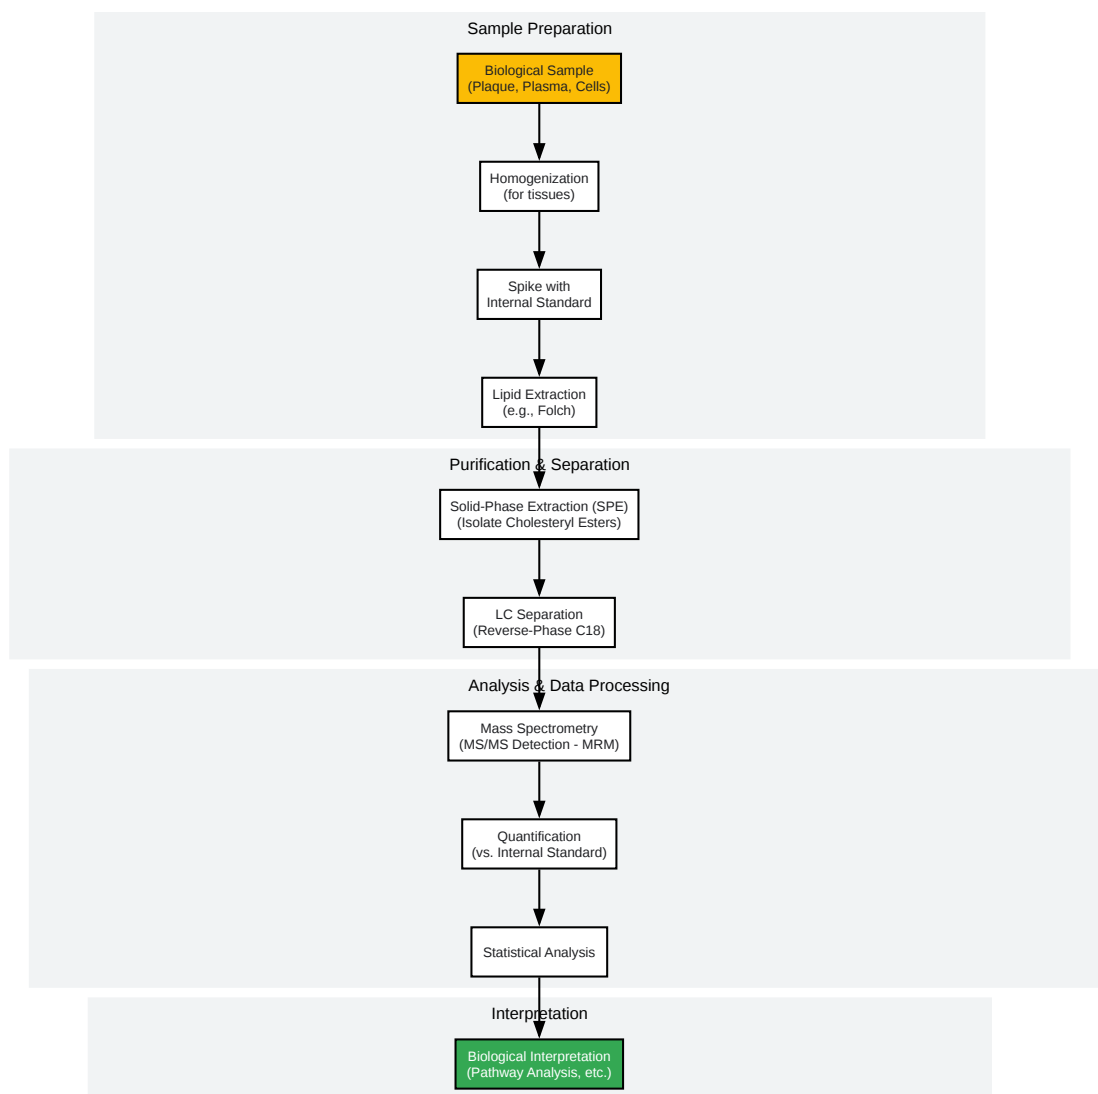 Sample Preparation
Biological Sample
(Plaque, Plasma, Cells)
Homogenization
(for tissues)
Spike with
Internal Standard
Lipid Extraction
(e.g., Folch)
Purification & Separation
Solid-Phase Extraction (SPE)
(Isolate Cholesteryl Esters)
LC Separation
(Reverse-Phase C18)
Analysis & Data Processing
Mass Spectrometry
(MS/MS Detection - MRM)
Quantification
(vs. Internal Standard)
Statistical Analysis
Interpretation
Biological Interpretation
(Pathway Analysis, etc.)